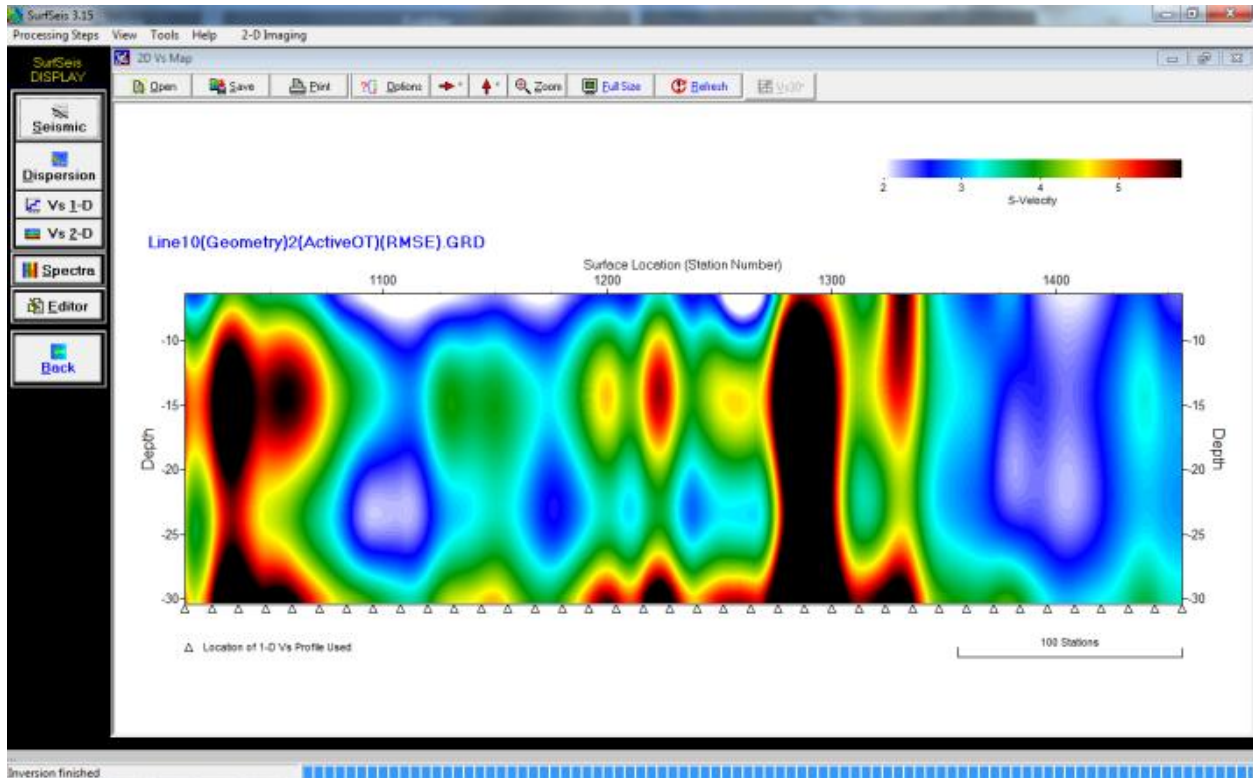 SurfSeis 3.15
Processing Steps View Tools Help 2-D Imaging
SurfSeis
DISPLAY
2D Vs Map
Open Save Print Options Zoom Full Size Refresh
Seismic
Dispersion
Vs 1-D
Vs 2-D
Spectra
Editor
Back
2 3 4 5
S-Velocity
Line10(Geometry)2(ActiveOT)(RMSE).GRD
Surface Location (Station Number)
1100 1200 1300 1400
-10 -10
-15 -15
Depth Depth
-20 -20
-25 -25
-30 -30
Location of 1-D Vs Profile Used
100 Stations
Inversion finished